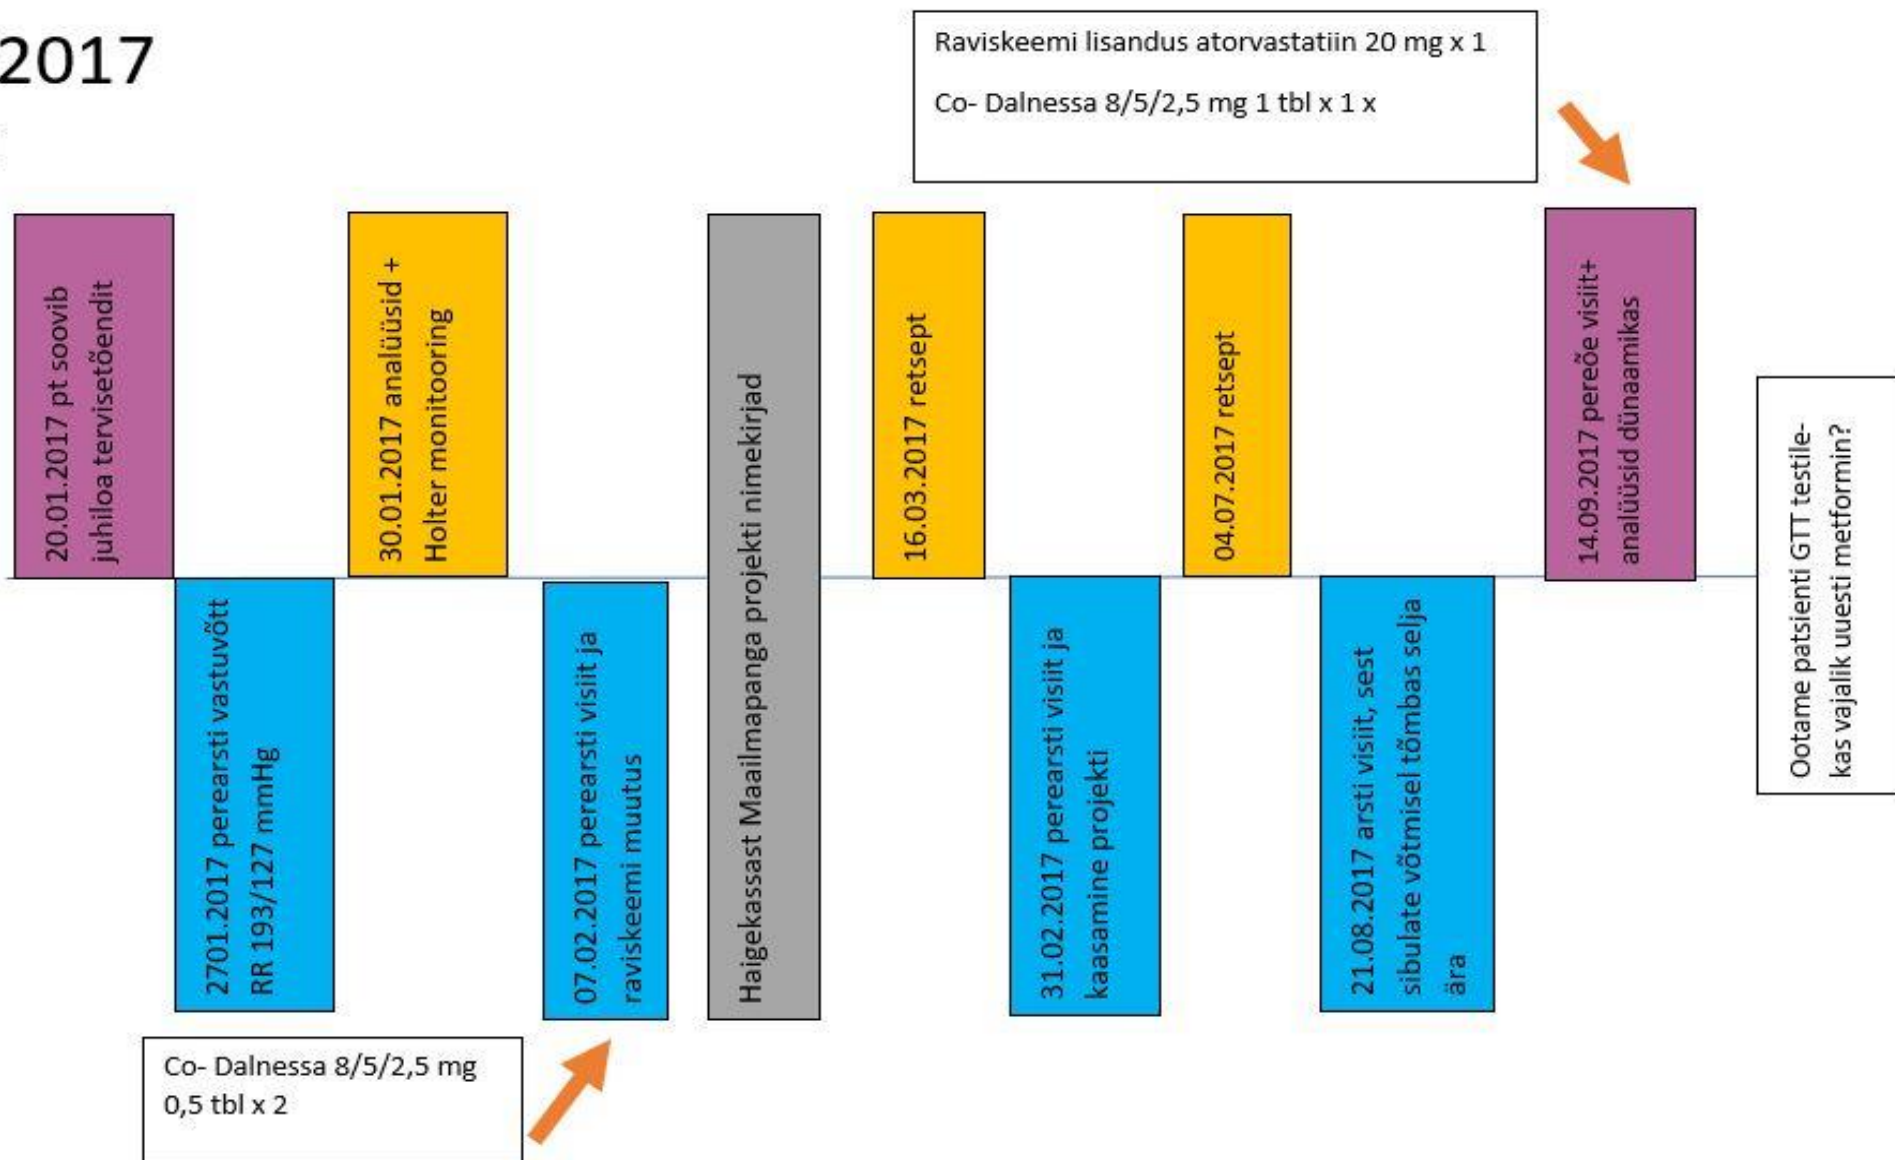 2017
Raviskeemi lisandus atorvastatiin 20 mg x 1
Co- Dalnessa 8/5/2,5 mg 1 tbl x 1 x
20.01.2017 pt soovib
juhiloa tervisetõendit
2701.2017 perearsti vastuvõtt
RR 193/127 mmHg
30.01.2017 analüüsid +
Holter monitooring
07.02.2017 perearsti visiit ja
raviskeemi muutus
Haigekassast Maailmapanga projekti nimekirjad
16.03.2017 retsept
31.02.2017 perearsti visiit ja
kaasamine projekti
04.07.2017 retsept
21.08.2017 arsti visiit, sest
sibulate võtmisel tõmbas selja
ära
14.09.2017 pereõe visiit+
analüüsid dünaamikas
Ootame patsienti GTT testile-
kas vajalik uuesti metformin?
Co- Dalnessa 8/5/2,5 mg
0,5 tbl x 2